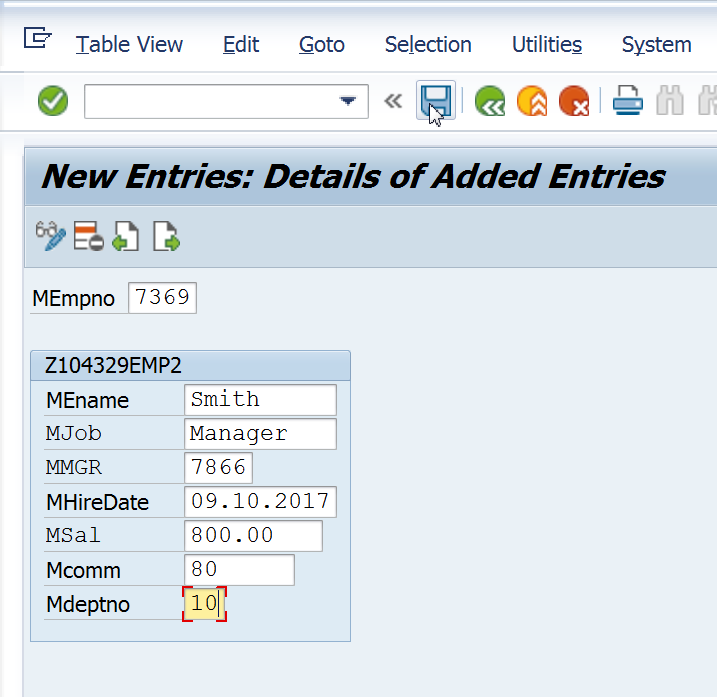 Table View Edit Goto Selection Utilities System
New Entries: Details of Added Entries
MEmpno 7369
Z104329EMP2
MEname Smith
MJob Manager
MMGR 7866
MHireDate 09.10.2017
MSal 800.00
Mcomm 80
Mdeptno 10